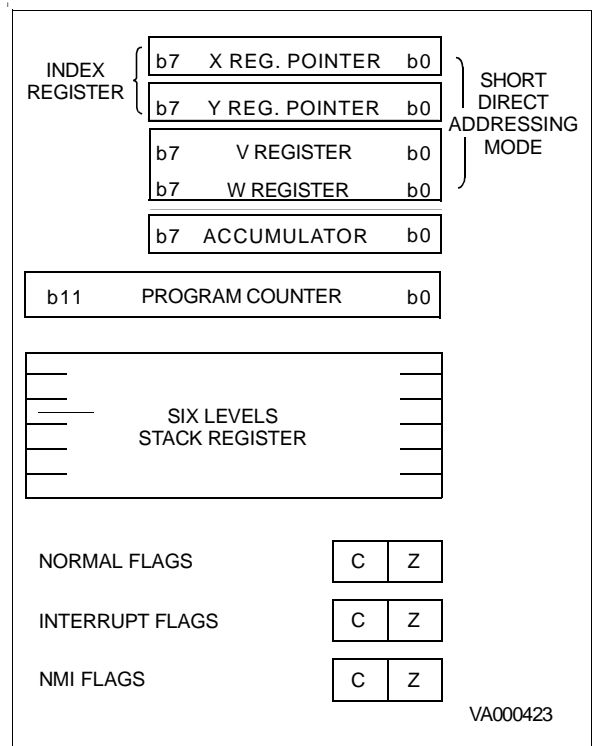 INDEX
REGISTER
b7 X REG. POINTER b0
b7 Y REG. POINTER b0
b7 V REGISTER b0
b7 W REGISTER b0
SHORT
DIRECT
ADDRESSING
MODE
b7 ACCUMULATOR b0
b11 PROGRAM COUNTER b0
SIX LEVELS
STACK REGISTER
NORMAL FLAGS C Z
INTERRUPT FLAGS C Z
NMI FLAGS C Z
VA000423